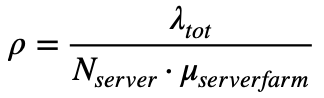 ρ = λ_tot / (N_server · μ_serverfarm)